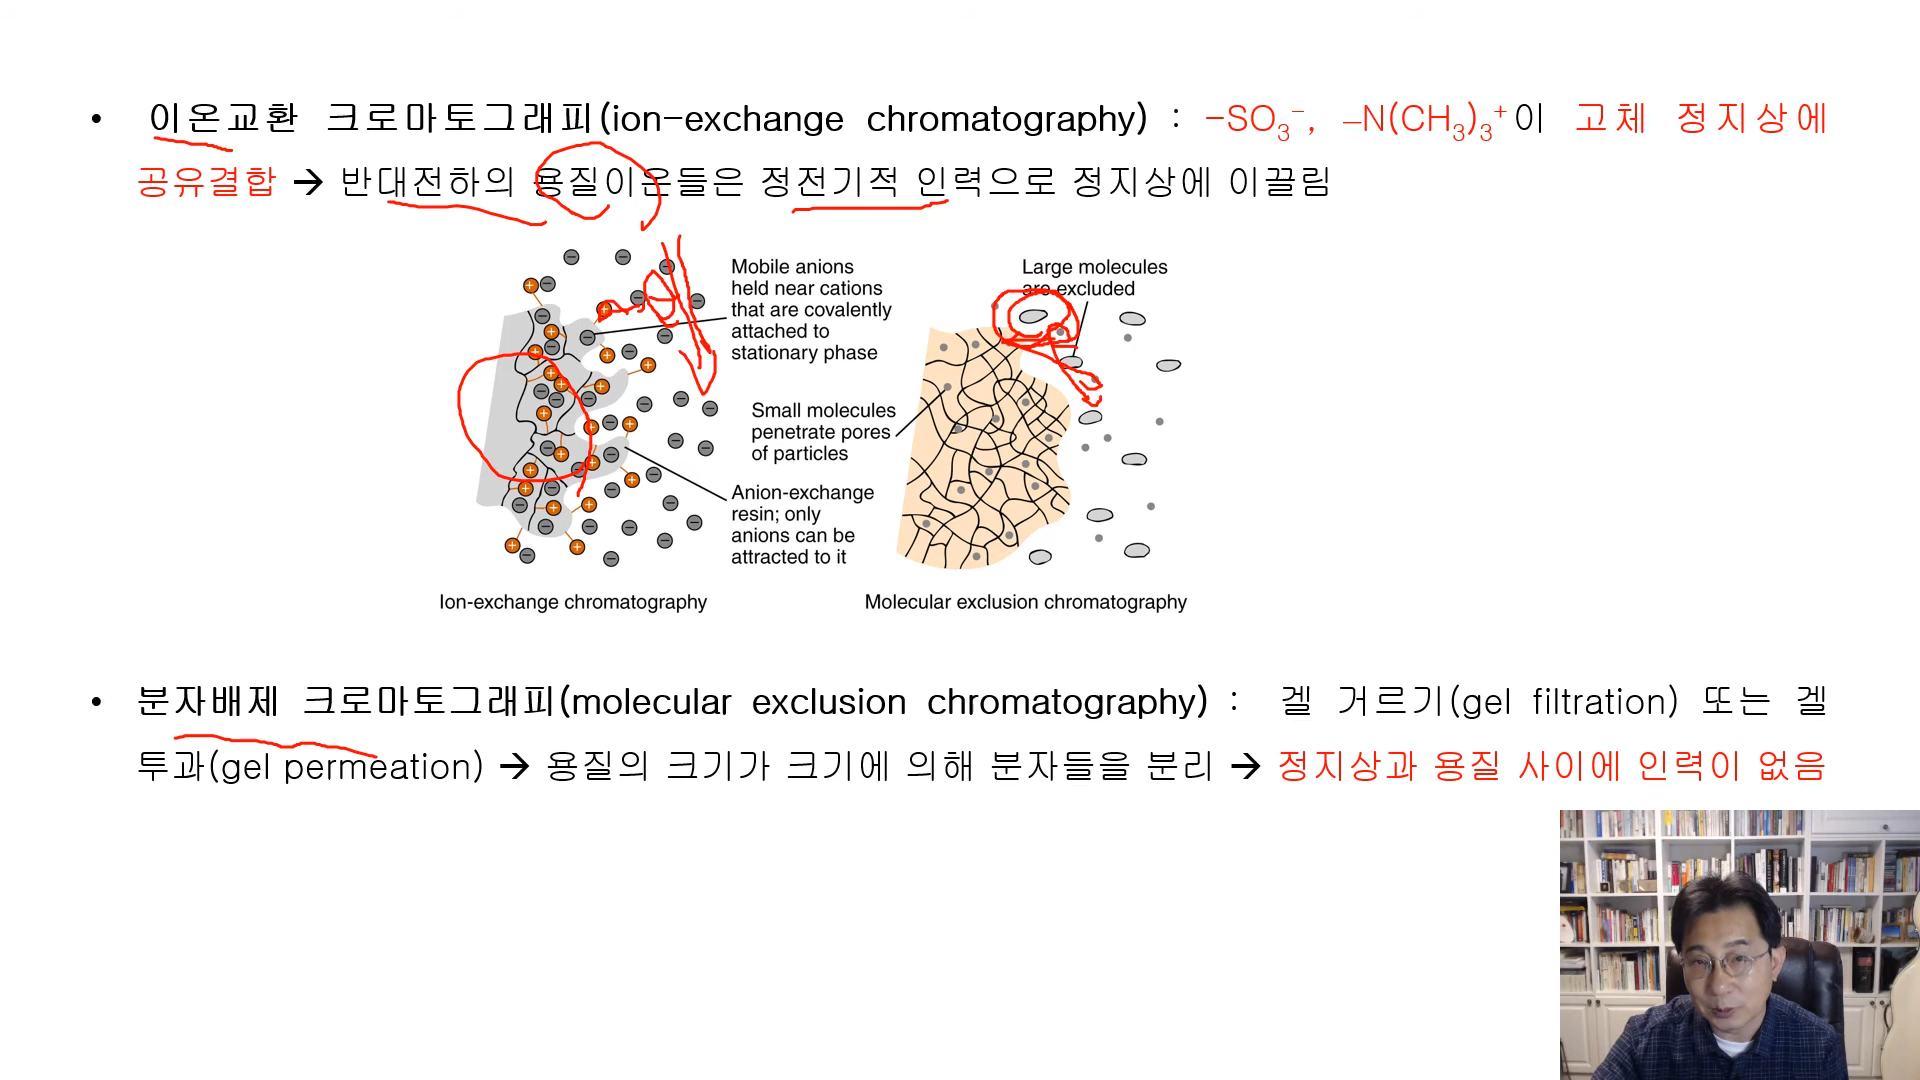 • 이온교환 크로마토그래피(ion-exchange chromatography) : -SO₃⁻, –N(CH₃)₃⁺이 고체 정지상에
공유결합 → 반대전하의 용질이온들은 정전기적 인력으로 정지상에 이끌림
Mobile anions
held near cations
that are covalently
attached to
stationary phase
Anion-exchange
resin; only
anions can be
attracted to it
Ion-exchange chromatography
Large molecules
are excluded
Small molecules
penetrate pores
of particles
Molecular exclusion chromatography
• 분자배제 크로마토그래피(molecular exclusion chromatography) : 겔 거르기(gel filtration) 또는 겔
투과(gel permeation) → 용질의 크기가 크기에 의해 분자들을 분리 → 정지상과 용질 사이에 인력이 없음